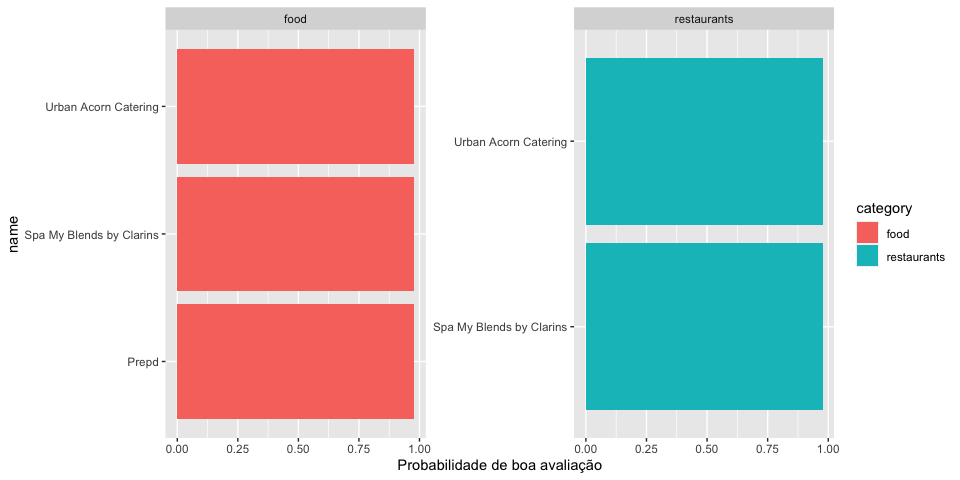 food
restaurants
name
Urban Acorn Catering
Spa My Blends by Clarins
Prepd
0.00 0.25 0.50 0.75 1.00
Urban Acorn Catering
Spa My Blends by Clarins
0.00 0.25 0.50 0.75 1.00
Probabilidade de boa avaliação
category
food
restaurants